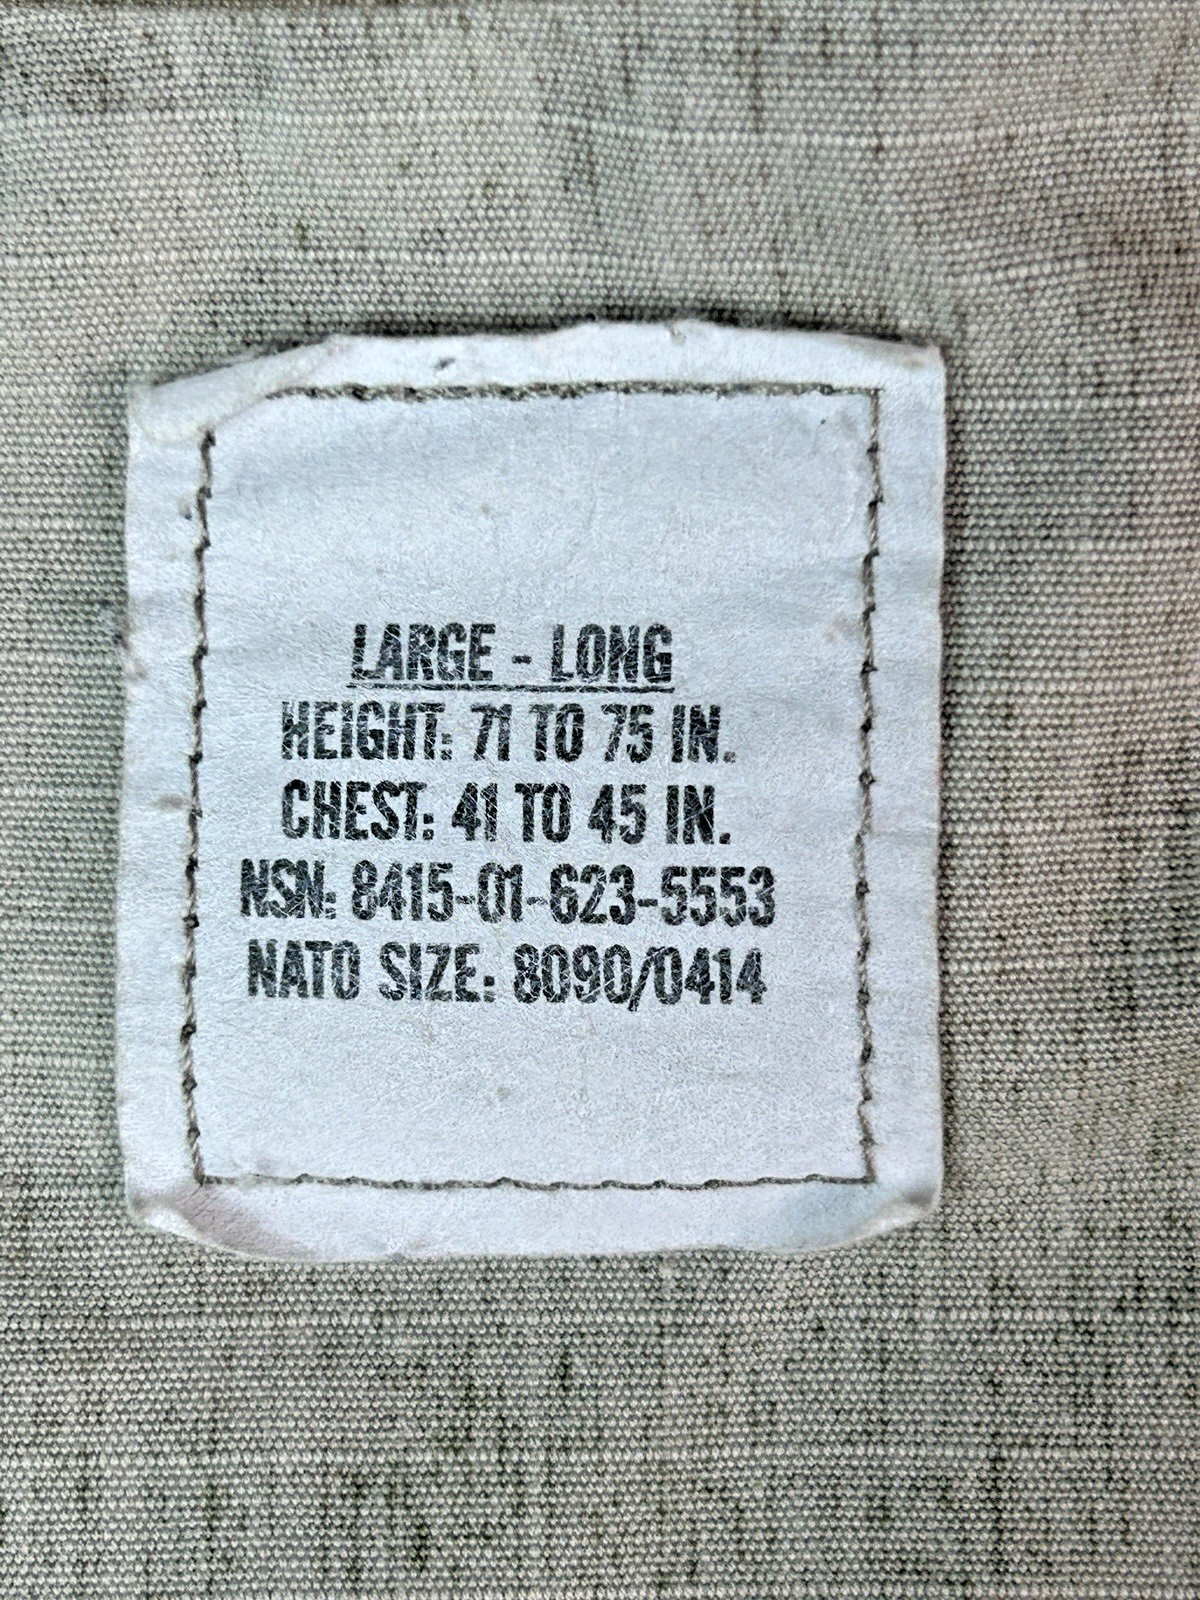 LARGE - LONG
HEIGHT: 71 TO 75 IN.
CHEST: 41 TO 45 IN.
NSN: 8415-01-623-5553
NATO SIZE: 8090/0414